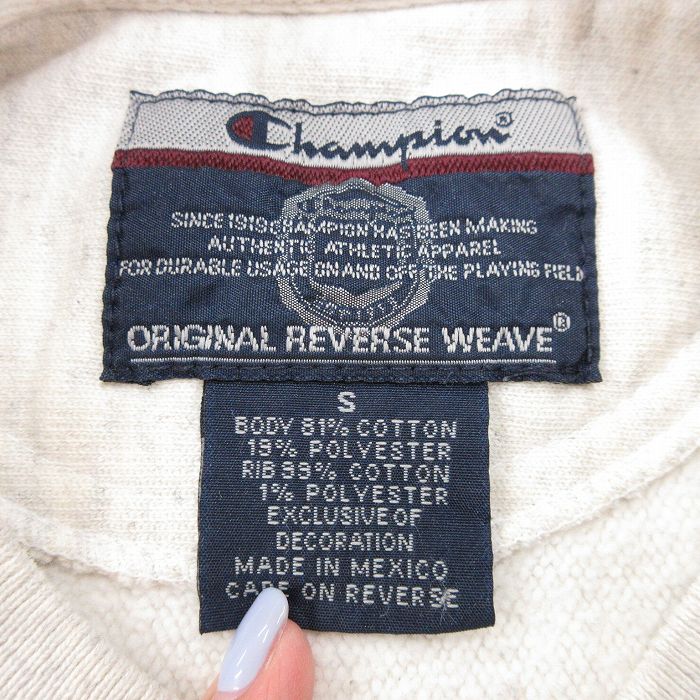 Champion®
SINCE 1919 CHAMPION HAS BEEN MAKING
AUTHENTIC ATHLETIC APPAREL
FOR DURABLE USAGE ON AND OFF THE PLAYING FIELD
ORIGINAL REVERSE WEAVE®
S
BODY 81% COTTON
19% POLYESTER
RIB 99% COTTON
1% POLYESTER
EXCLUSIVE OF
DECORATION
MADE IN MEXICO
CARE ON REVERSE